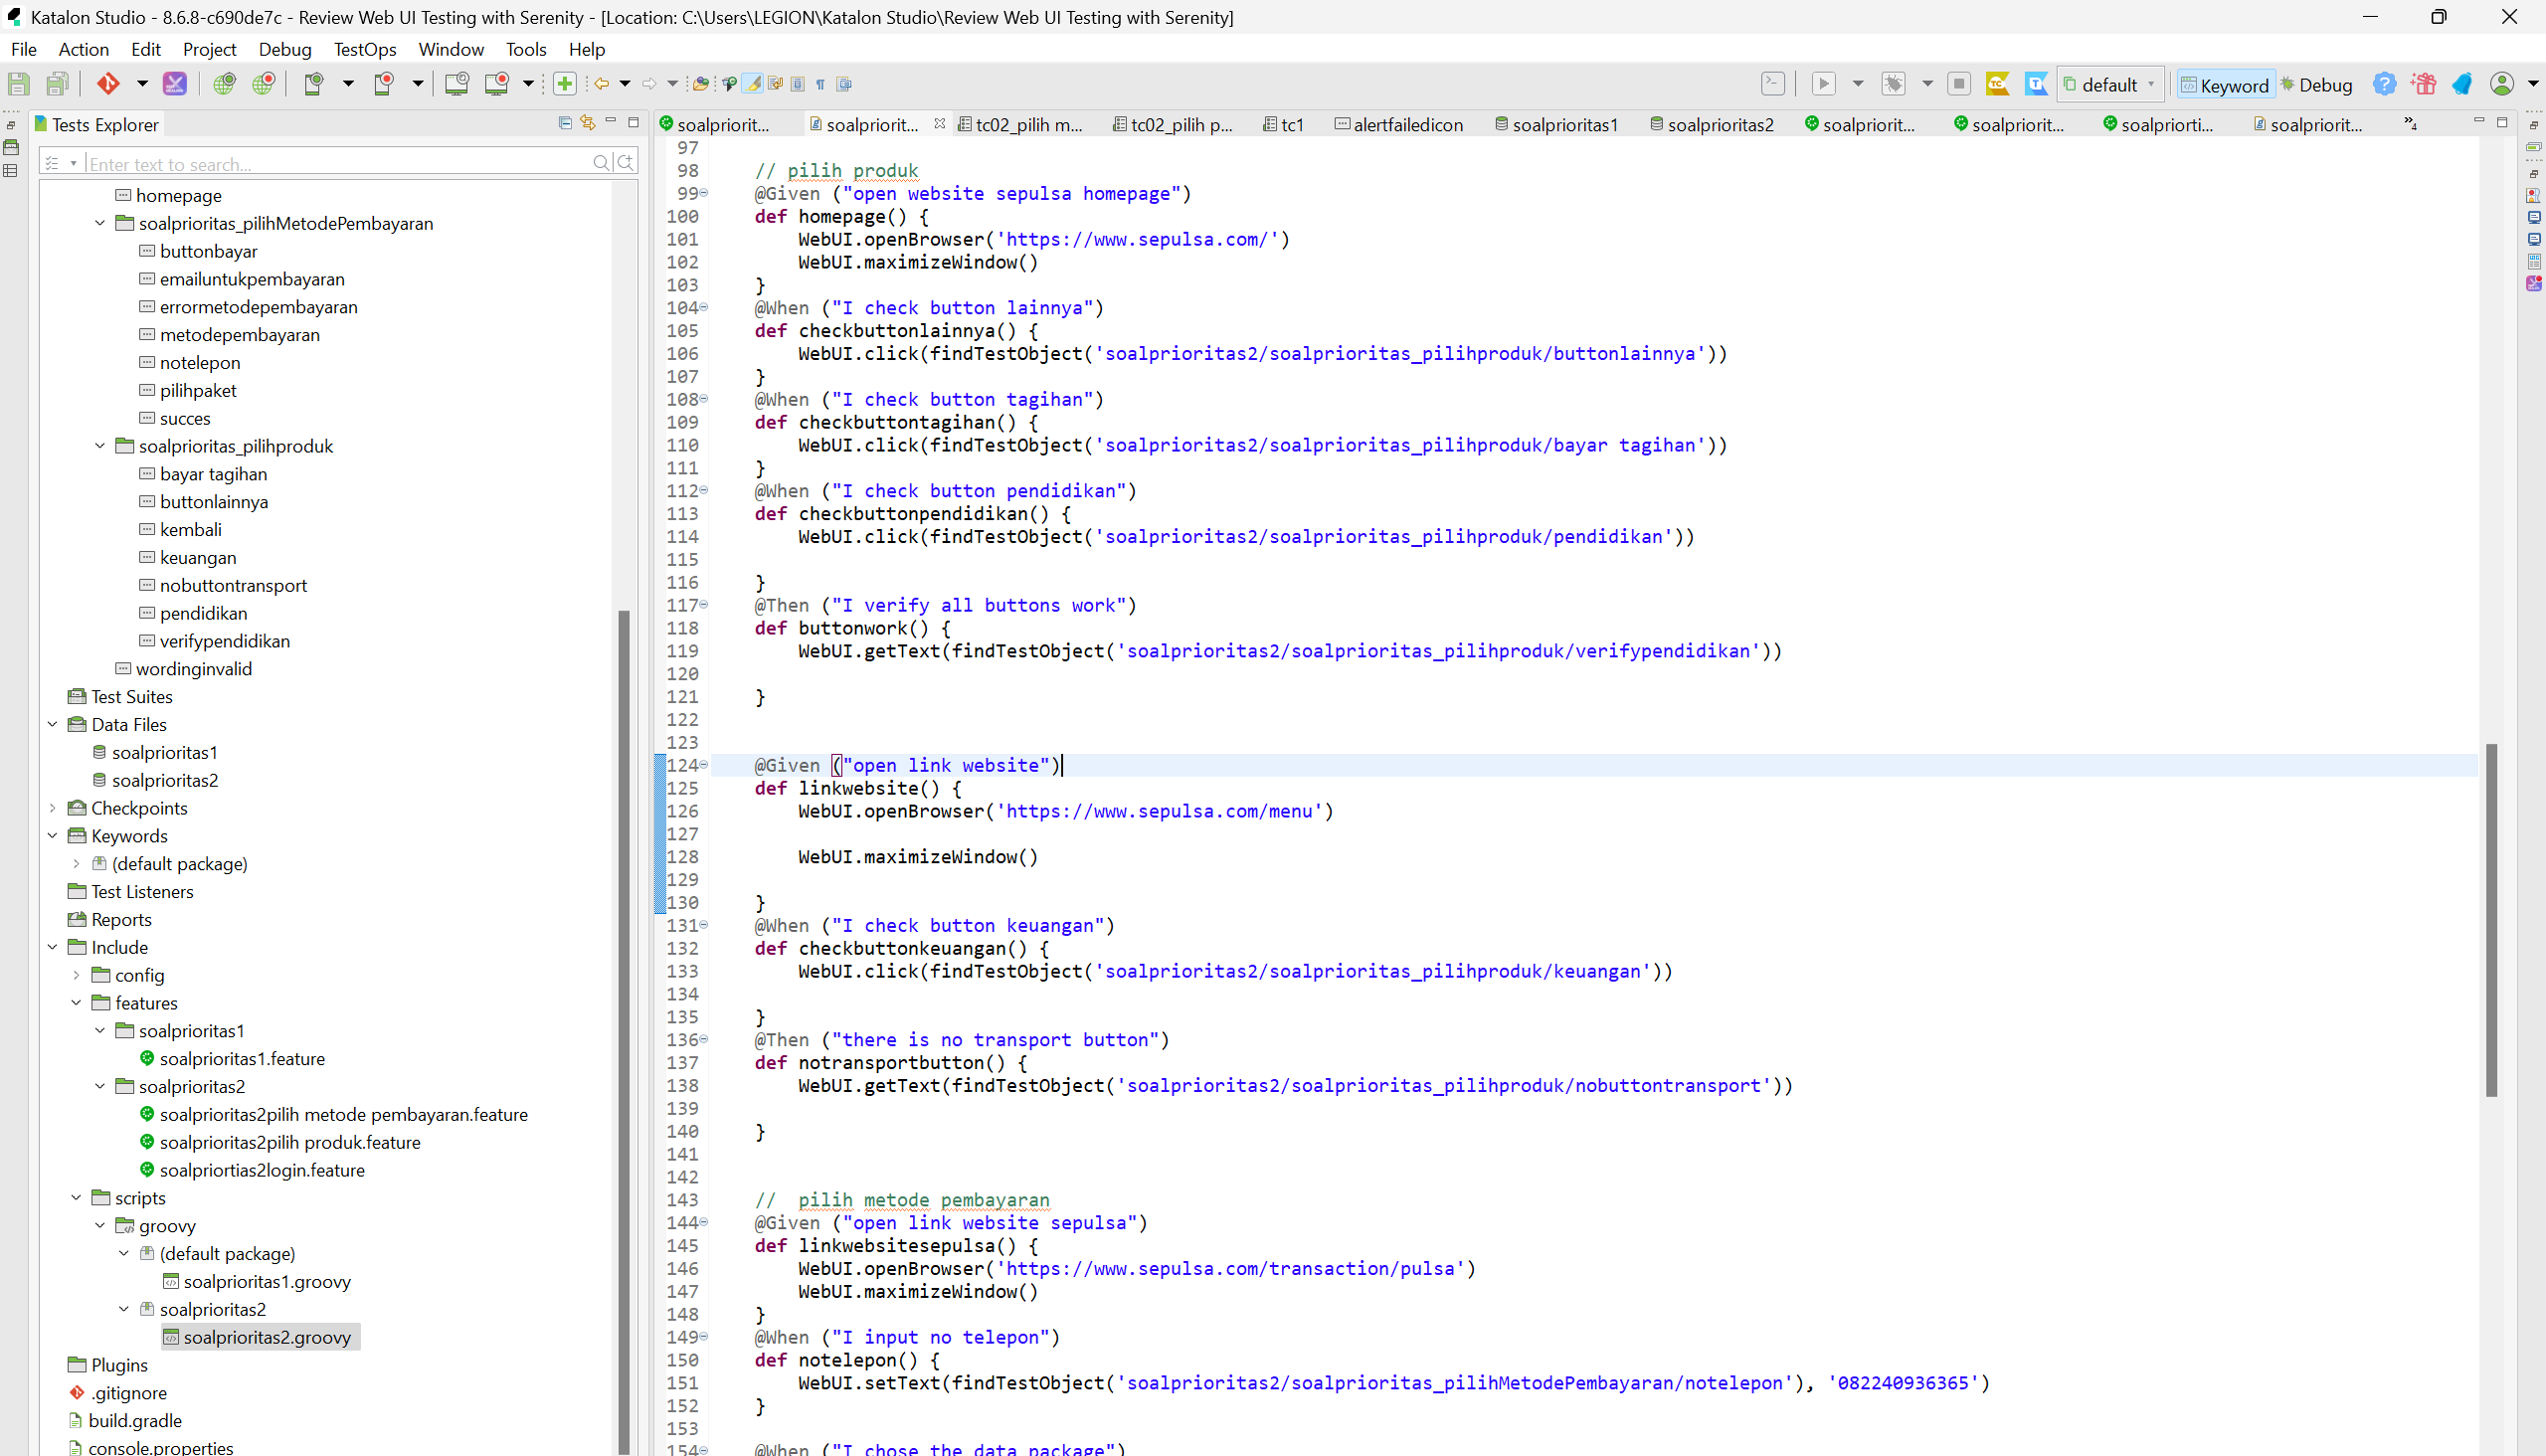 Katalon Studio - 8.6.8-c690de7c - Review Web UI Testing with Serenity - [Location: C:\Users\LEGION\Katalon Studio\Review Web UI Testing with Serenity]
File Action Edit Project Debug TestOps Window Tools Help
default Keyword Debug
Tests Explorer
Enter text to search...
homepage
soalprioritas_pilihMetodePembayaran
buttonbayar
emailuntukpembayaran
errormetodepembayaran
metodepembayaran
notelepon
pilihpaket
succes
soalprioritas_pilihproduk
bayar tagihan
buttonlainnya
kembali
keuangan
nobuttontransport
pendidikan
verifypendidikan
wordinginvalid
Test Suites
Data Files
soalprioritas1
soalprioritas2
Checkpoints
Keywords
(default package)
Test Listeners
Reports
Include
config
features
soalprioritas1
soalprioritas1.feature
soalprioritas2
soalprioritas2pilih metode pembayaran.feature
soalprioritas2pilih produk.feature
soalpriortias2login.feature
scripts
groovy
(default package)
soalprioritas1.groovy
soalprioritas2
soalprioritas2.groovy
Plugins
.gitignore
build.gradle
console.properties
soalpriorit... soalpriorit... tc02_pilih m... tc02_pilih p... tc1 alertfailedicon soalprioritas1 soalprioritas2 soalpriorit... soalpriorit... soalpriorti... soalpriorit... »4
97
98 // pilih produk
99 @Given ("open website sepulsa homepage")
100 def homepage() {
101 WebUI.openBrowser('https://www.sepulsa.com/')
102 WebUI.maximizeWindow()
103 }
104 @When ("I check button lainnya")
105 def checkbuttonlainnya() {
106 WebUI.click(findTestObject('soalprioritas2/soalprioritas_pilihproduk/buttonlainnya'))
107 }
108 @When ("I check button tagihan")
109 def checkbuttontagihan() {
110 WebUI.click(findTestObject('soalprioritas2/soalprioritas_pilihproduk/bayar tagihan'))
111 }
112 @When ("I check button pendidikan")
113 def checkbuttonpendidikan() {
114 WebUI.click(findTestObject('soalprioritas2/soalprioritas_pilihproduk/pendidikan'))
115
116 }
117 @Then ("I verify all buttons work")
118 def buttonwork() {
119 WebUI.getText(findTestObject('soalprioritas2/soalprioritas_pilihproduk/verifypendidikan'))
120
121 }
122
123
124 @Given ("open link website")
125 def linkwebsite() {
126 WebUI.openBrowser('https://www.sepulsa.com/menu')
127
128 WebUI.maximizeWindow()
129
130 }
131 @When ("I check button keuangan")
132 def checkbuttonkeuangan() {
133 WebUI.click(findTestObject('soalprioritas2/soalprioritas_pilihproduk/keuangan'))
134
135 }
136 @Then ("there is no transport button")
137 def notransportbutton() {
138 WebUI.getText(findTestObject('soalprioritas2/soalprioritas_pilihproduk/nobuttontransport'))
139
140 }
141
142
143 // pilih metode pembayaran
144 @Given ("open link website sepulsa")
145 def linkwebsitesepulsa() {
146 WebUI.openBrowser('https://www.sepulsa.com/transaction/pulsa')
147 WebUI.maximizeWindow()
148 }
149 @When ("I input no telepon")
150 def notelepon() {
151 WebUI.setText(findTestObject('soalprioritas2/soalprioritas_pilihMetodePembayaran/notelepon'), '082240936365')
152 }
153
154 @When ("I chose the data package")